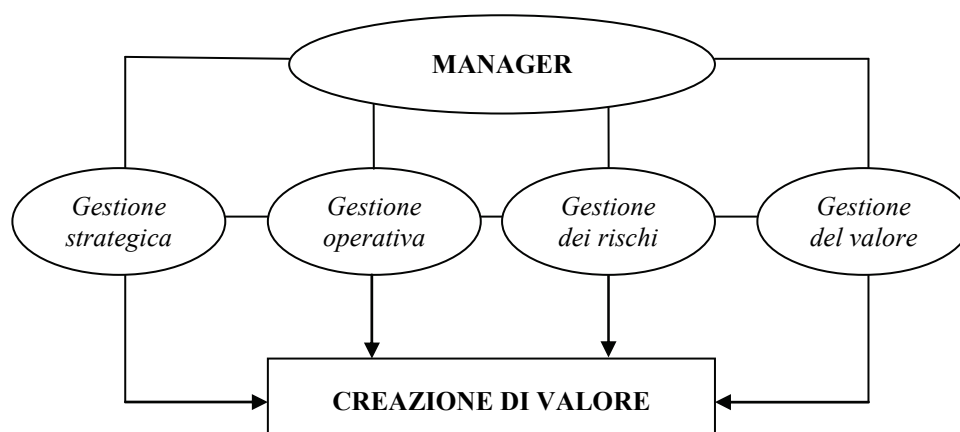 MANAGER
Gestione
strategica
Gestione
operativa
Gestione
dei rischi
Gestione
del valore
CREAZIONE DI VALORE